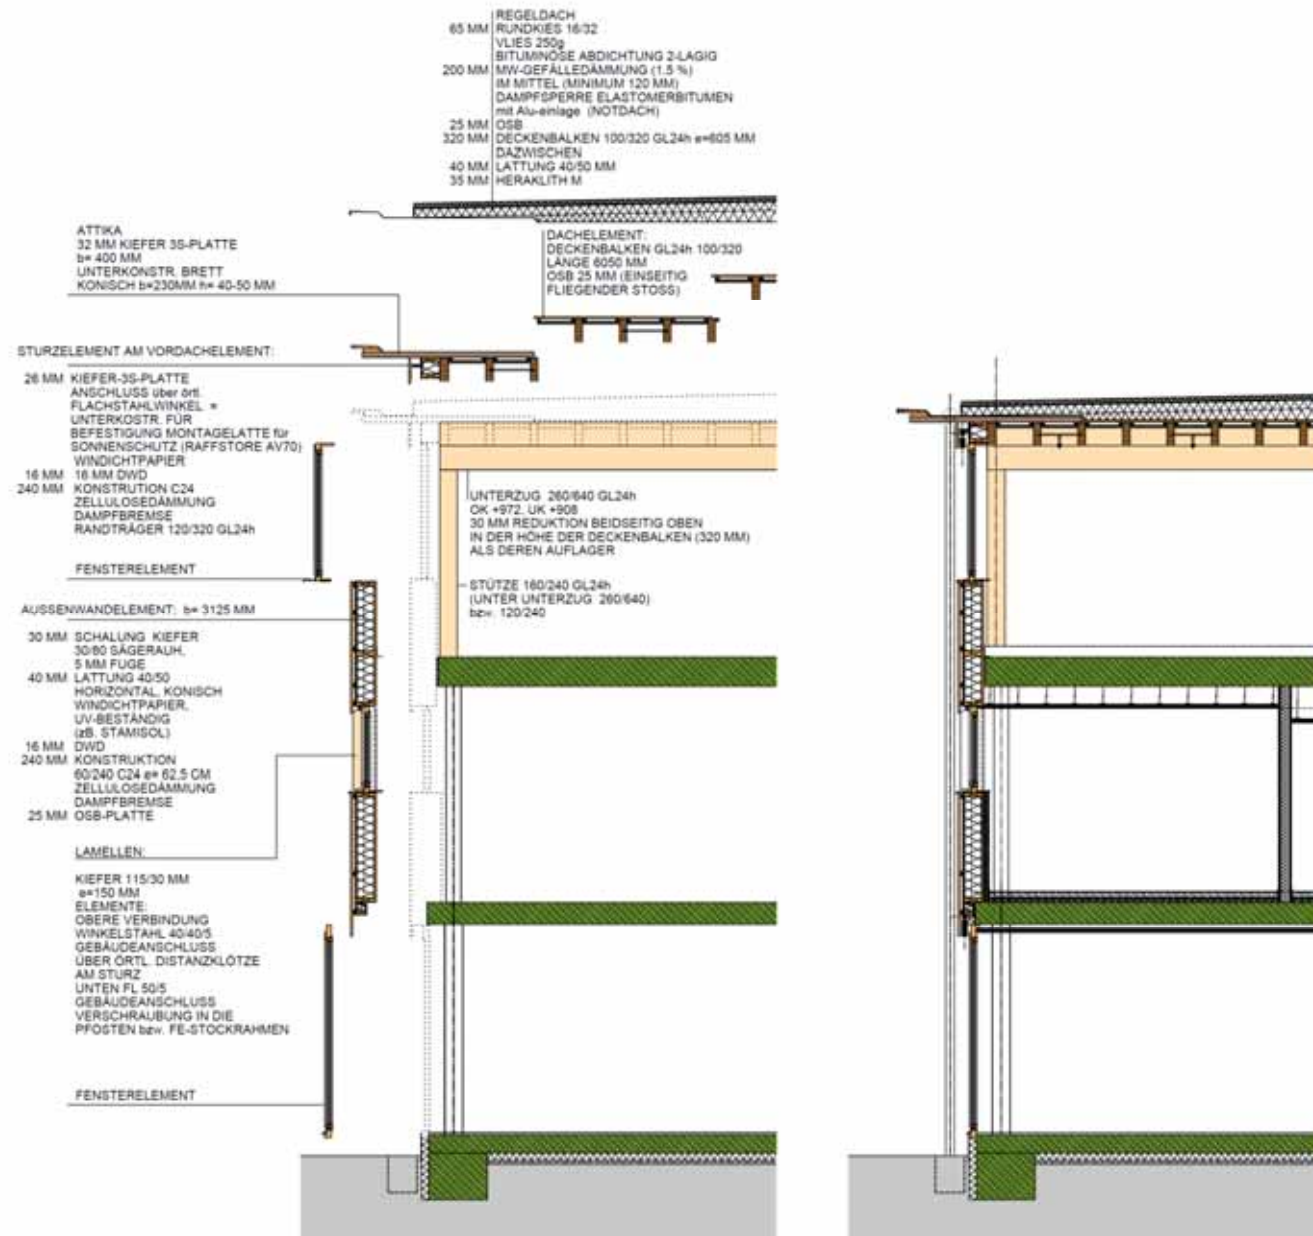 REGELDACH
65 MM RUNDKIES 16/32
VLIES 250g
BITUMINÖSE ABDICHTUNG 2-LAGIG
200 MM MW-GEFÄLLEDÄMMUNG (1.5 %)
IM MITTEL (MINIMUM 120 MM)
DAMPFSPERRE ELASTOMERBITUMEN
mit Alu-einlage (NOTDACH)
25 MM OSB
320 MM DECKENBALKEN 100/320 GL24h e=605 MM
DAZWISCHEN
40 MM LATTUNG 40/50 MM
35 MM HERAKLITH M
ATTIKA
32 MM KIEFER 3S-PLATTE
b= 400 MM
UNTERKONSTR. BRETT
KONISCH b=230MM h= 40-50 MM
DACHELEMENT:
DECKENBALKEN GL24h 100/320
LÄNGE 6050 MM
OSB 25 MM (EINSEITIG
FLIEGENDER STOSS)
STURZELEMENT AM VORDACHELEMENT:
26 MM KIEFER-3S-PLATTE
ANSCHLUSS über örtl.
FLACHSTAHLWINKEL =
UNTERKOSTR. FÜR
BEFESTIGUNG MONTAGELATTE für
SONNENSCHUTZ (RAFFSTORE AV70)
WINDICHTPAPIER
16 MM 16 MM DWD
240 MM KONSTRUTION C24
ZELLULOSEDÄMMUNG
DAMPFBREMSE
RANDTRÄGER 120/320 GL24h
FENSTERELEMENT
UNTERZUG 260/640 GL24h
OK +972, UK +908
30 MM REDUKTION BEIDSEITIG OBEN
IN DER HÖHE DER DECKENBALKEN (320 MM)
ALS DEREN AUFLAGER
STÜTZE 160/240 GL24h
(UNTER UNTERZUG 260/640)
bzw. 120/240
AUSSENWANDELEMENT: b= 3125 MM
30 MM SCHALUNG KIEFER
30/80 SÄGERAUH,
5 MM FUGE
40 MM LATTUNG 40/50
HORIZONTAL, KONISCH
WINDICHTPAPIER,
UV-BESTÄNDIG
(zB. STAMISOL)
16 MM DWD
240 MM KONSTRUKTION
60/240 C24 e= 62,5 CM
ZELLULOSEDÄMMUNG
DAMPFBREMSE
25 MM OSB-PLATTE
LAMELLEN:
KIEFER 115/30 MM
e=150 MM
ELEMENTE:
OBERE VERBINDUNG
WINKELSTAHL 40/40/5
GEBÄUDEANSCHLUSS
ÜBER ÖRTL. DISTANZKLÖTZE
AM STURZ
UNTEN FL 50/5
GEBÄUDEANSCHLUSS
VERSCHRAUBUNG IN DIE
PFOSTEN bzw. FE-STOCKRAHMEN
FENSTERELEMENT